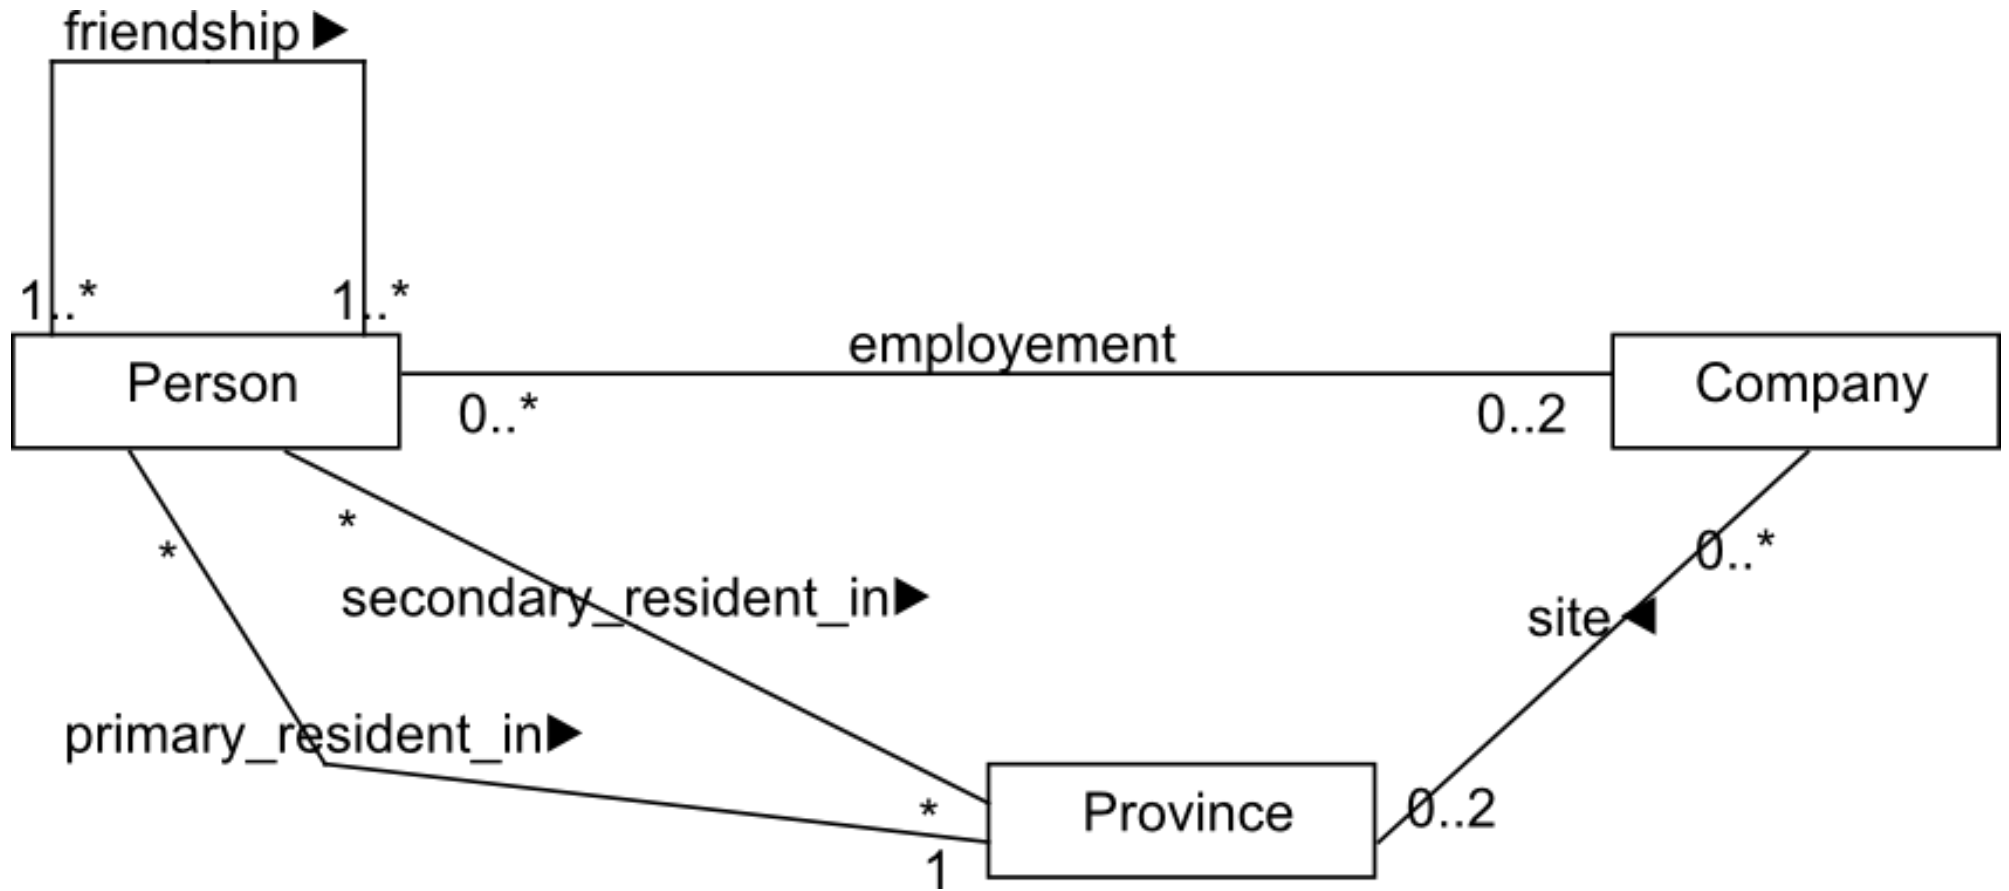 friendship ▶
1..*
1..*
Person
employement
Company
0..*
0..2
*
*
0..*
secondary_resident_in▶
site ◀
primary_resident_in▶
*
Province
0..2
1